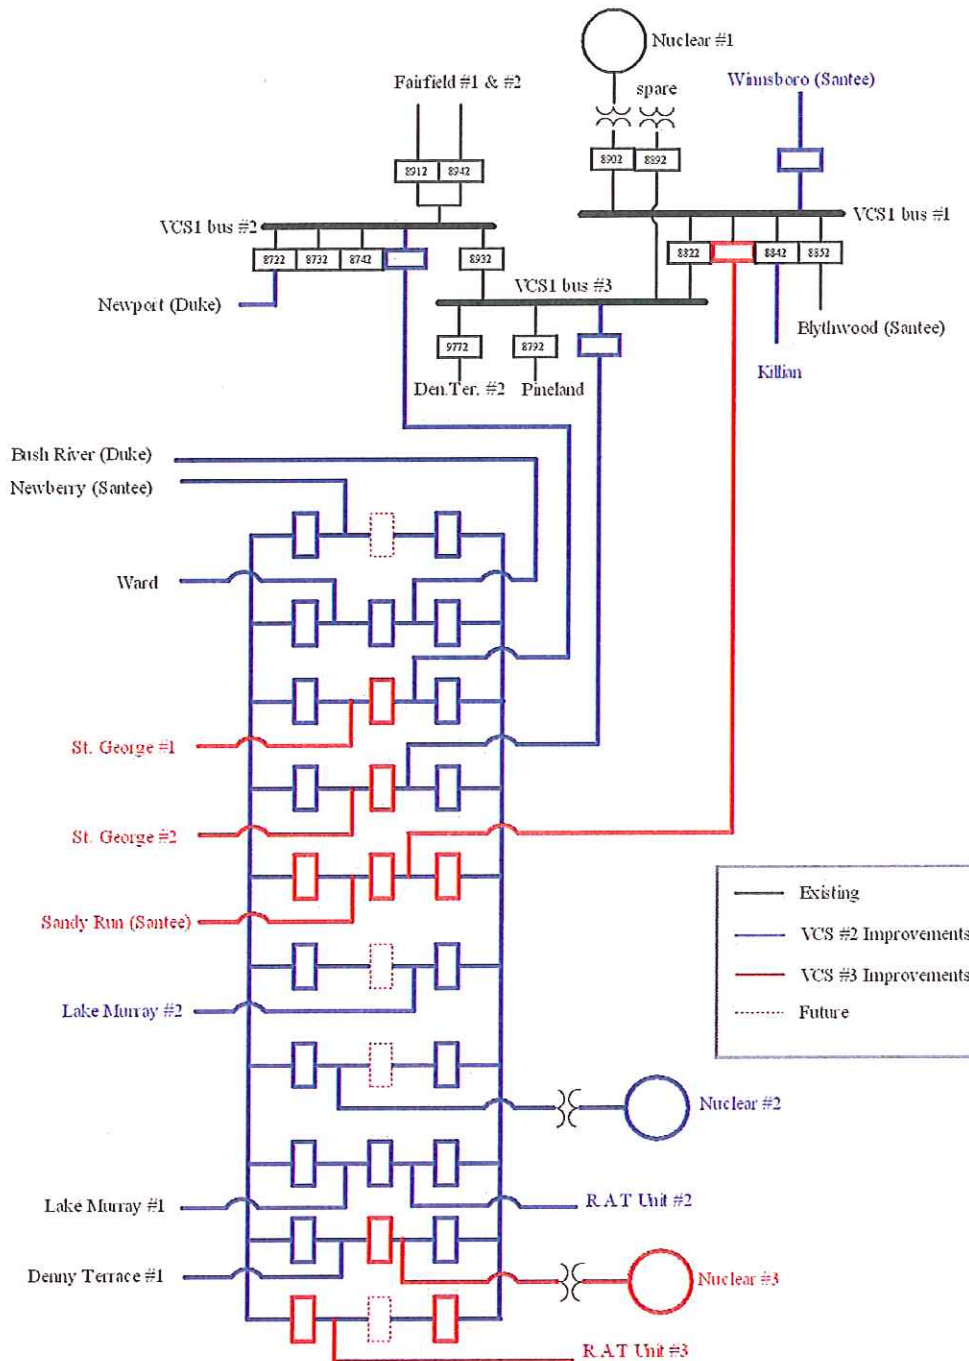 Nuclear #1
Fairfield #1 & #2
spare
Winnsboro (Santee)
8912
8942
8902
8892
VCS1 bus #2
VCS1 bus #1
8722
8732
8742
8932
8822
8842
8852
VCS1 bus #3
Newport (Duke)
Blythwood (Santee)
9772
8792
Killian
Den.Ter. #2
Pineland
Bush River (Duke)
Newberry (Santee)
Ward
St. George #1
St. George #2
Sandy Run (Santee)
Existing
VCS #2 Improvements
VCS #3 Improvements
Future
Lake Murray #2
Nuclear #2
Lake Murray #1
R.A.T Unit #2
Denny Terrace #1
Nuclear #3
R.A.T Unit #3